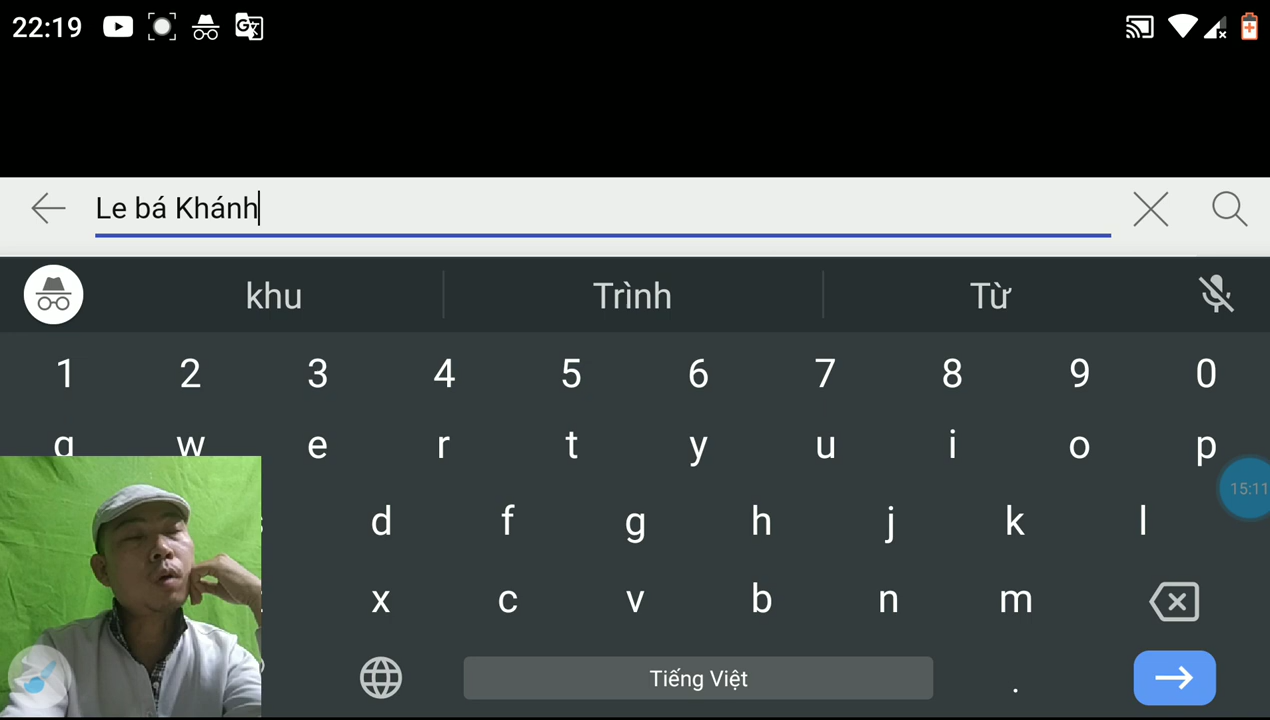 22:19
Le bá Khánh
khu Trình Từ
1 2 3 4 5 6 7 8 9 0
q w e r t y u i o p
d f g h j k l
x c v b n m
Tiếng Việt .
15:11